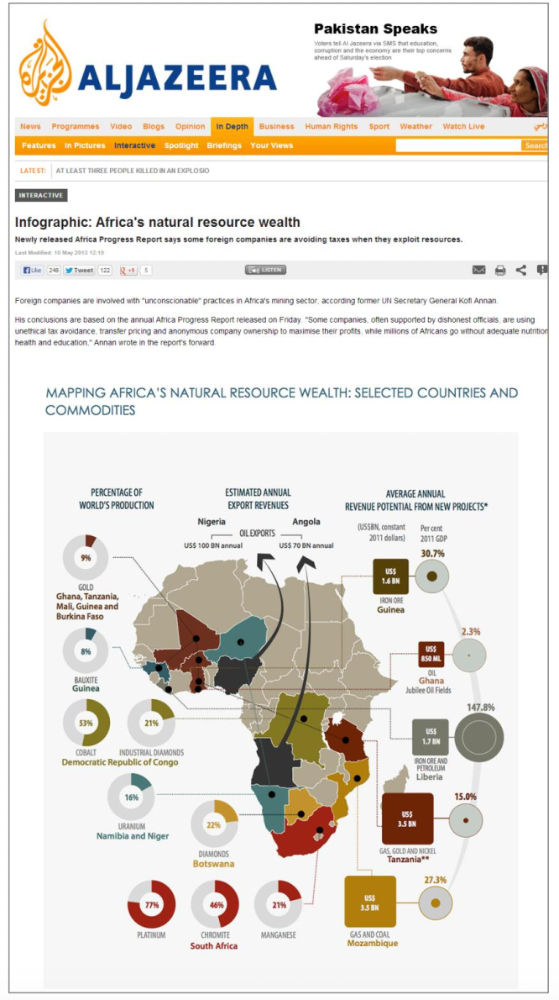 Pakistan Speaks
Voters tell Al Jazeera via SMS that education,
corruption and the economy are their top concerns
ahead of Saturday's election
ALJAZEERA
News Programmes Video Blogs Opinion In Depth Business Human Rights Sport Weather Watch Live
Features In Pictures Interactive Spotlight Briefings Your Views Search
LATEST: AT LEAST THREE PEOPLE KILLED IN AN EXPLOSIO
INTERACTIVE
Infographic: Africa's natural resource wealth
Newly released Africa Progress Report says some foreign companies are avoiding taxes when they exploit resources.
Last Modified: 10 May 2013 12:19
Like 248 Tweet 122 +1 5 LISTEN
Foreign companies are involved with "unconscionable" practices in Africa's mining sector, according former UN Secretary General Kofi Annan.
His conclusions are based on the annual Africa Progress Report released on Friday. "Some companies, often supported by dishonest officials, are using
unethical tax avoidance, transfer pricing and anonymous company ownership to maximise their profits, while millions of Africans go without adequate nutrition
health and education," Annan wrote in the report's forward.
MAPPING AFRICA'S NATURAL RESOURCE WEALTH: SELECTED COUNTRIES AND
COMMODITIES
PERCENTAGE OF
WORLD'S PRODUCTION
9%
GOLD
Ghana, Tanzania,
Mali, Guinea and
Burkina Faso
8%
BAUXITE
Guinea
53%
COBALT
21%
INDUSTRIAL DIAMONDS
Democratic Republic of Congo
16%
URANIUM
Namibia and Niger
22%
DIAMONDS
Botswana
77%
PLATINUM
46%
CHROMITE
21%
MANGANESE
South Africa
ESTIMATED ANNUAL
EXPORT REVENUES
Nigeria Angola
OIL EXPORTS
US$ 100 BN annual US$ 70 BN annual
AVERAGE ANNUAL
REVENUE POTENTIAL FROM NEW PROJECTS*
(US$BN, constant
2011 dollars)
Per cent
2011 GDP
30.7%
US$
1.6 BN
IRON ORE
Guinea
2.3%
US$
850 ML
OIL
Ghana
Jubilee Oil Fields
147.8%
US$
1.7 BN
IRON ORE AND
PETROLEUM
Liberia
15.0%
US$
3.5 BN
GAS, GOLD AND NICKEL
Tanzania**
27.3%
US$
3.5 BN
GAS AND COAL
Mozambique